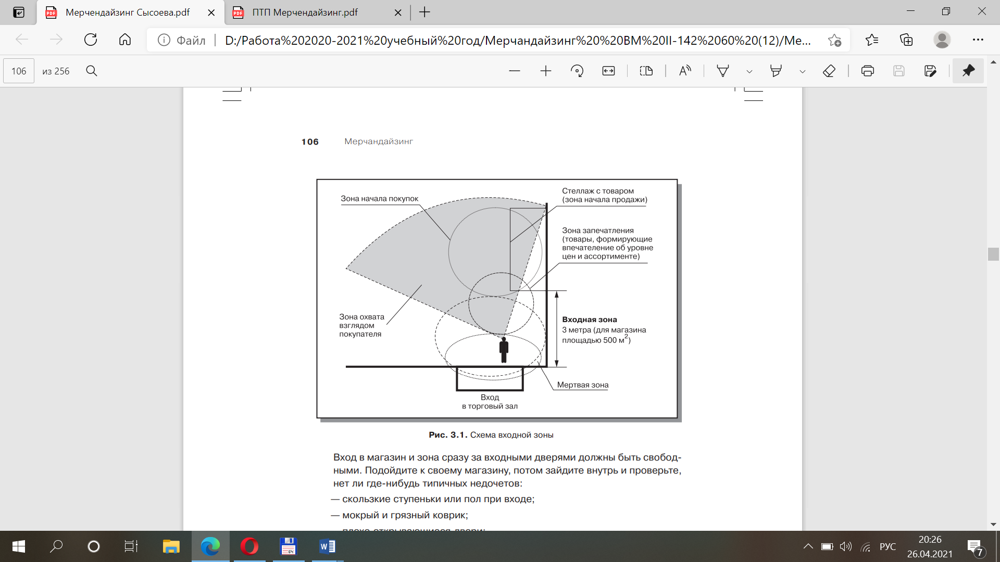 Мерчендайзинг Сысоева.pdf
ПТП Мерчендайзинг.pdf
Файл
D:/Работа%202020-2021%20учебный%20год/Мерчандайзинг%20%20ВМ%20II-142%2060%20(12)/Ме...
106
из 256
106 Мерчандайзинг
Зона начала покупок
Стеллаж с товаром
(зона начала продажи)
Зона запечатления
(товары, формирующие
впечателение об уровне
цен и ассортименте)
Зона охвата
взглядом
покупателя
Входная зона
3 метра (для магазина
площадью 500 м²)
Мертвая зона
Вход
в торговый зал
Рис. 3.1. Схема входной зоны
Вход в магазин и зона сразу за входными дверями должны быть свобод-
ными. Подойдите к своему магазину, потом зайдите внутрь и проверьте,
нет ли где-нибудь типичных недочетов:
— скользкие ступеньки или пол при входе;
— мокрый и грязный коврик;
— плохо открывающиеся двери;
64
РУС
20:26
26.04.2021
7